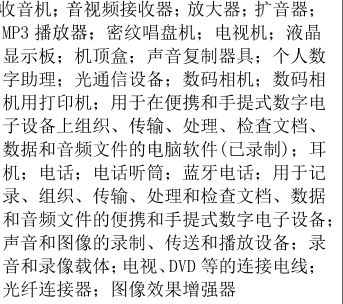 收音机；音视频接收器；放大器；扩音器；
MP3 播放器；密纹唱盘机；电视机；液晶
显示板；机顶盒；声音复制器具；个人数
字助理；光通信设备；数码相机；数码相
机用打印机；用于在便携和手提式数字电
子设备上组织、传输、处理、检查文档、
数据和音频文件的电脑软件(已录制)；耳
机；电话；电话听筒；蓝牙电话；用于记
录、组织、传输、处理和检查文档、数据
和音频文件的便携和手提式数字电子设备；
声音和图像的录制、传送和播放设备；录
音和录像载体；电视、DVD 等的连接电线；
光纤连接器；图像效果增强器